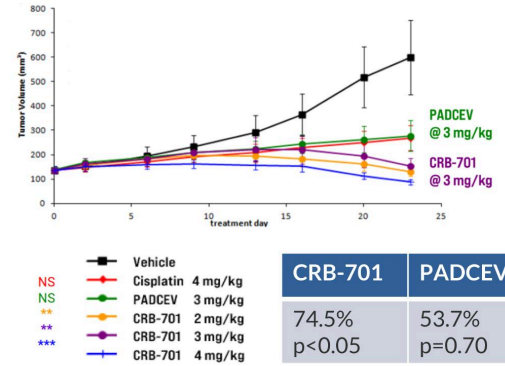 800
700
600
500
400
300
200
100
0
Tumor Volume (mm³)
0
5
10
15
20
25
treatment day
PADCEV
@ 3 mg/kg
CRB-701
@ 3 mg/kg
Vehicle
NS Cisplatin 4 mg/kg
NS PADCEV 3 mg/kg
** CRB-701 2 mg/kg
** CRB-701 3 mg/kg
*** CRB-701 4 mg/kg
CRB-701 PADCEV
74.5% 53.7%
p<0.05 p=0.70